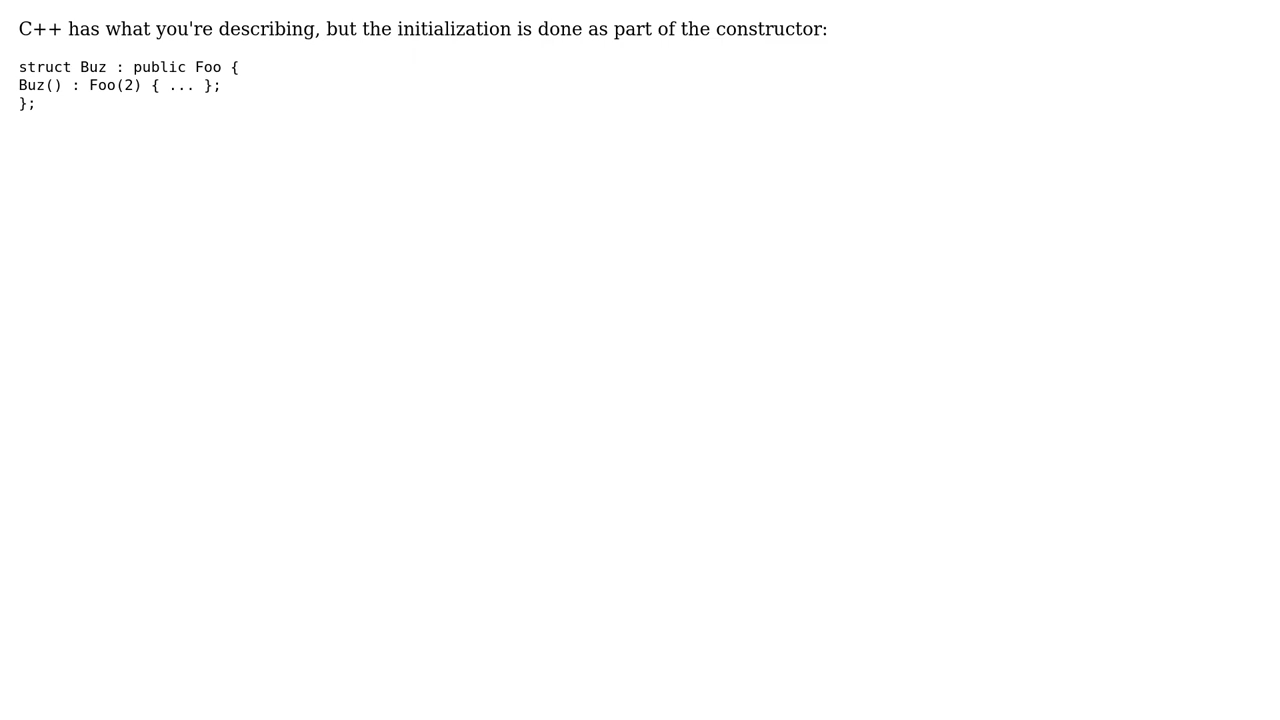 C++ has what you're describing, but the initialization is done as part of the constructor:
struct Buz : public Foo {
Buz() : Foo(2) { ... };
};